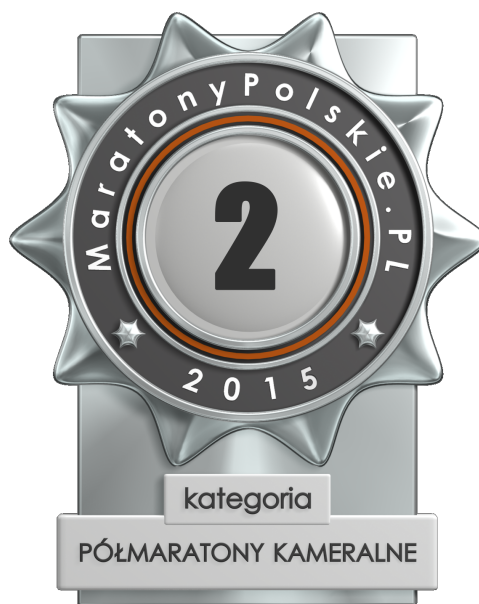 MaratonyPolskie.PL
2
2015
kategoria
PÓŁMARATONY KAMERALNE